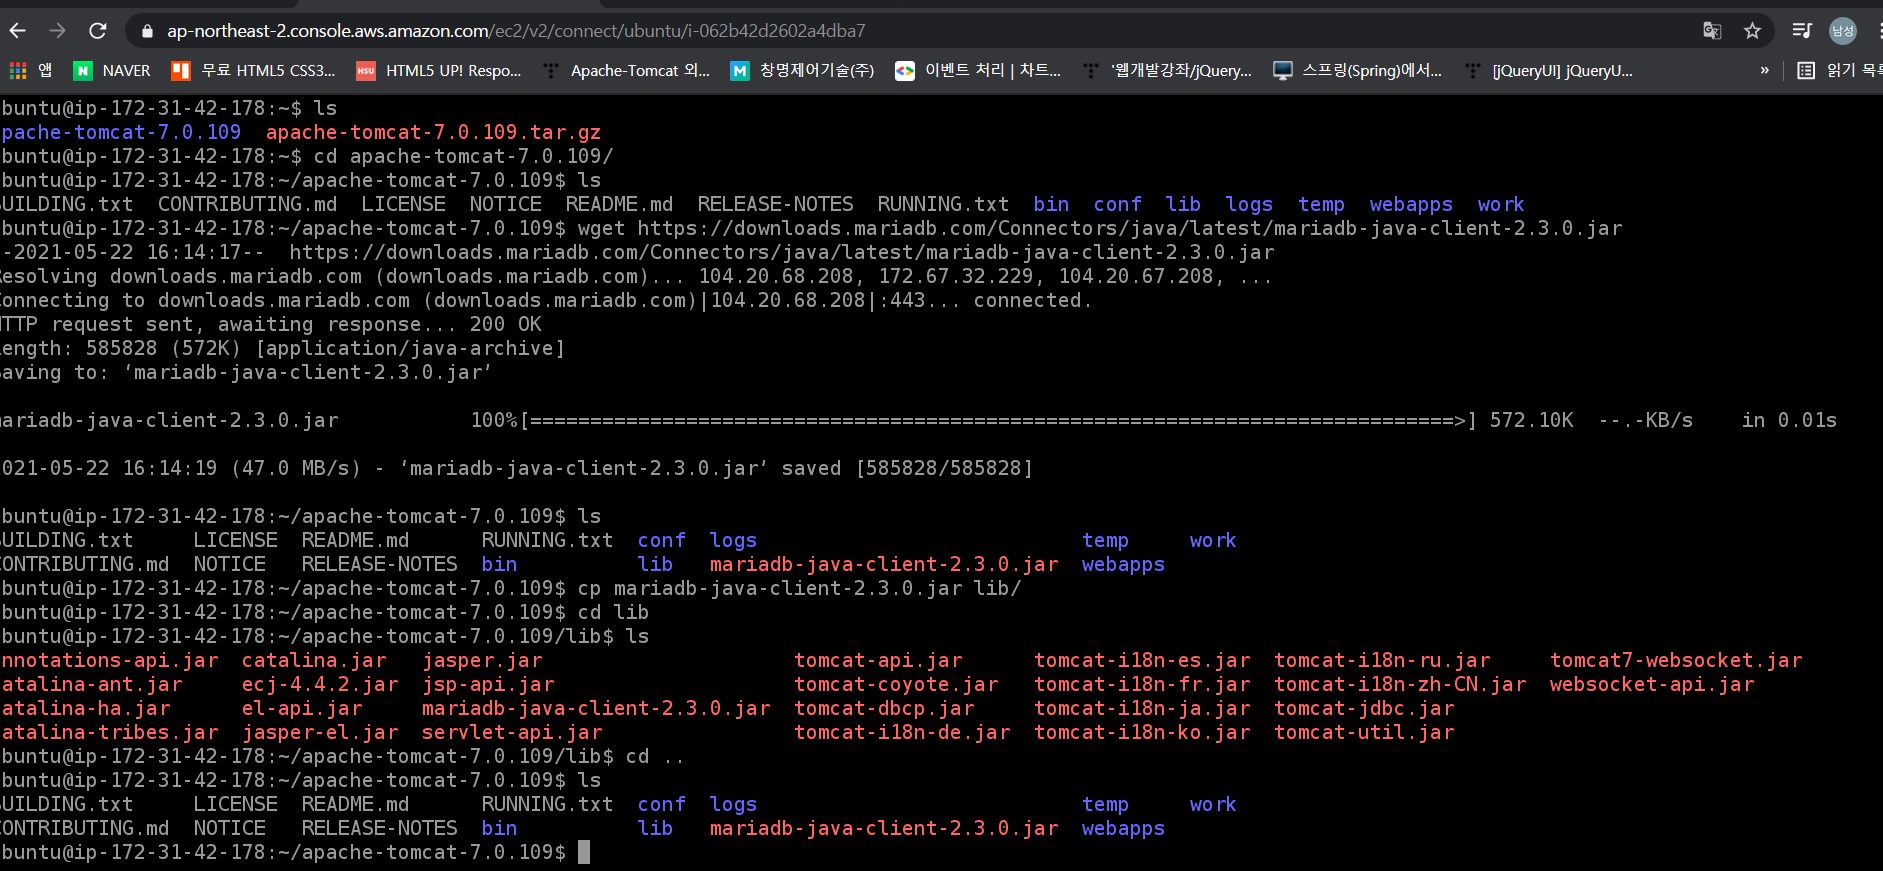 ap-northeast-2.console.aws.amazon.com/ec2/v2/connect/ubuntu/i-062b42d2602a4dba7
남성
앱 NAVER 무료 HTML5 CSS3... HTML5 UP! Respo... Apache-Tomcat 외... 창명제어기술(주) 이벤트 처리 | 차트... '웹개발강좌/jQuery... 스프링(Spring)에서... [jQueryUI] jQueryU... » 읽기 목록
buntu@ip-172-31-42-178:~$ ls
pache-tomcat-7.0.109  apache-tomcat-7.0.109.tar.gz
buntu@ip-172-31-42-178:~$ cd apache-tomcat-7.0.109/
buntu@ip-172-31-42-178:~/apache-tomcat-7.0.109$ ls
UILDING.txt  CONTRIBUTING.md  LICENSE  NOTICE  README.md  RELEASE-NOTES  RUNNING.txt  bin  conf  lib  logs  temp  webapps  work
buntu@ip-172-31-42-178:~/apache-tomcat-7.0.109$ wget https://downloads.mariadb.com/Connectors/java/latest/mariadb-java-client-2.3.0.jar
-2021-05-22 16:14:17--  https://downloads.mariadb.com/Connectors/java/latest/mariadb-java-client-2.3.0.jar
Resolving downloads.mariadb.com (downloads.mariadb.com)... 104.20.68.208, 172.67.32.229, 104.20.67.208, ...
Connecting to downloads.mariadb.com (downloads.mariadb.com)|104.20.68.208|:443... connected.
HTTP request sent, awaiting response... 200 OK
ength: 585828 (572K) [application/java-archive]
Saving to: ‘mariadb-java-client-2.3.0.jar’
ariadb-java-client-2.3.0.jar 100%[=============================================================================>] 572.10K  --.-KB/s    in 0.01s
021-05-22 16:14:19 (47.0 MB/s) - ‘mariadb-java-client-2.3.0.jar’ saved [585828/585828]
buntu@ip-172-31-42-178:~/apache-tomcat-7.0.109$ ls
UILDING.txt     LICENSE  README.md      RUNNING.txt  conf  logs                           temp     work
CONTRIBUTING.md  NOTICE   RELEASE-NOTES  bin          lib   mariadb-java-client-2.3.0.jar  webapps
buntu@ip-172-31-42-178:~/apache-tomcat-7.0.109$ cp mariadb-java-client-2.3.0.jar lib/
buntu@ip-172-31-42-178:~/apache-tomcat-7.0.109$ cd lib
buntu@ip-172-31-42-178:~/apache-tomcat-7.0.109/lib$ ls
nnotations-api.jar  catalina.jar   jasper.jar                     tomcat-api.jar      tomcat-i18n-es.jar  tomcat-i18n-ru.jar     tomcat7-websocket.jar
atalina-ant.jar     ecj-4.4.2.jar  jsp-api.jar                    tomcat-coyote.jar   tomcat-i18n-fr.jar  tomcat-i18n-zh-CN.jar  websocket-api.jar
atalina-ha.jar      el-api.jar     mariadb-java-client-2.3.0.jar  tomcat-dbcp.jar     tomcat-i18n-ja.jar  tomcat-jdbc.jar
atalina-tribes.jar  jasper-el.jar  servlet-api.jar                tomcat-i18n-de.jar  tomcat-i18n-ko.jar  tomcat-util.jar
buntu@ip-172-31-42-178:~/apache-tomcat-7.0.109/lib$ cd ..
buntu@ip-172-31-42-178:~/apache-tomcat-7.0.109$ ls
UILDING.txt     LICENSE  README.md      RUNNING.txt  conf  logs                           temp     work
CONTRIBUTING.md  NOTICE   RELEASE-NOTES  bin          lib   mariadb-java-client-2.3.0.jar  webapps
buntu@ip-172-31-42-178:~/apache-tomcat-7.0.109$